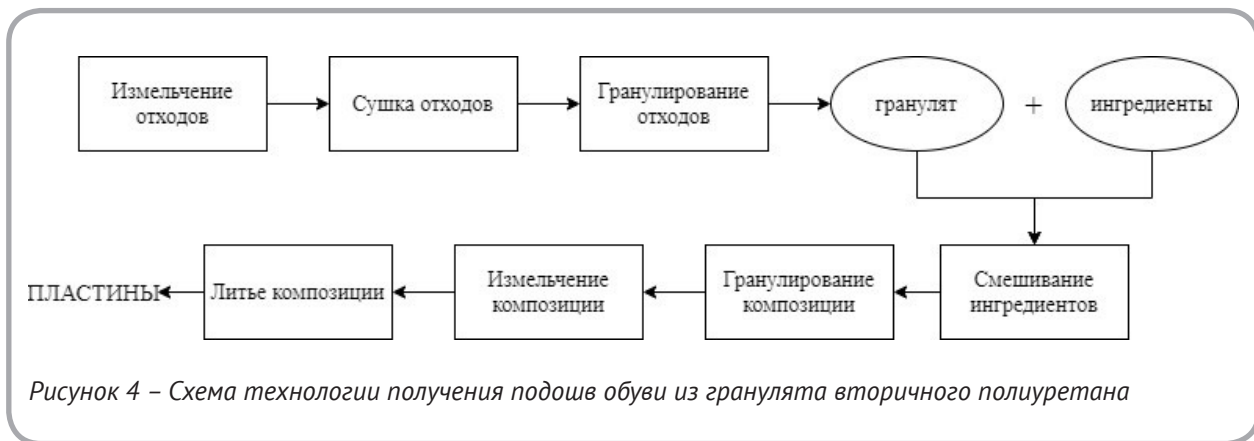 Измельчение
отходов
Сушка отходов
Гранулирование
отходов
гранулят
+
ингредиенты
ПЛАСТИНЫ
Литье композиции
Измельчение
композиции
Гранулирование
композиции
Смешивание
ингредиентов
Рисунок 4 – Схема технологии получения подошв обуви из гранулята вторичного полиуретана